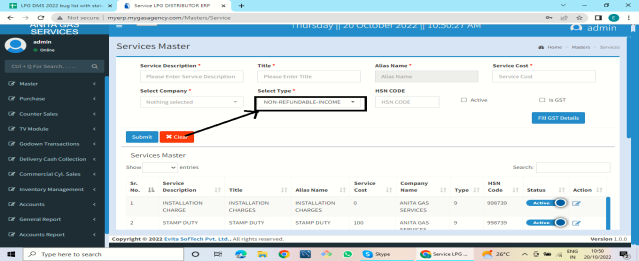 LPG DMS 2022 bug list with stat
Service LPG DISTRIBUTOR ERP
Not secure | myerp.mygasagency.com/Masters/Service
ANITA GAS SERVICES
Thursday || 20 October 2022 || 10:50:27 AM
admin
admin
Online
Ctrl + Q For Search......
Master
Purchase
Counter Sales
TV Module
Godown Transactions
Delivery Cash Collection
Commercial Cyl. Sales
Inventory Management
Accounts
General Report
Accounts Report
Services Master
Home Masters Services
Service Description * Title * Alias Name * Service Cost *
Please Enter Service Description Please Enter Title Alias Name Service Cost
Select Company * Select Type * HSN CODE
Nothing selected NON-REFUNDABLE-INCOME HSN CODE Active Is GST
Fill GST Details
Submit Clear
Services Master
Show entries Search:
Sr. No. Service Description Title Alias Name Service Cost Company Name Type HSN Code Status Action
1 INSTALLATION CHARGE INSTALLATION CHARGES INSTALLATION CHARGES 0 ANITA GAS SERVICES 9 998739 Active
2 STAMP DUTY STAMP DUTY STAMP DUTY 100 ANITA GAS SERVICES 9 998739 Active
Copyright © 2022 Evita SofTech Pvt. Ltd., All rights reserved. Version 1.0.0
Type here to search
Skype
Service LPG ...
26°C
ENG IN
10:50 20/10/2022